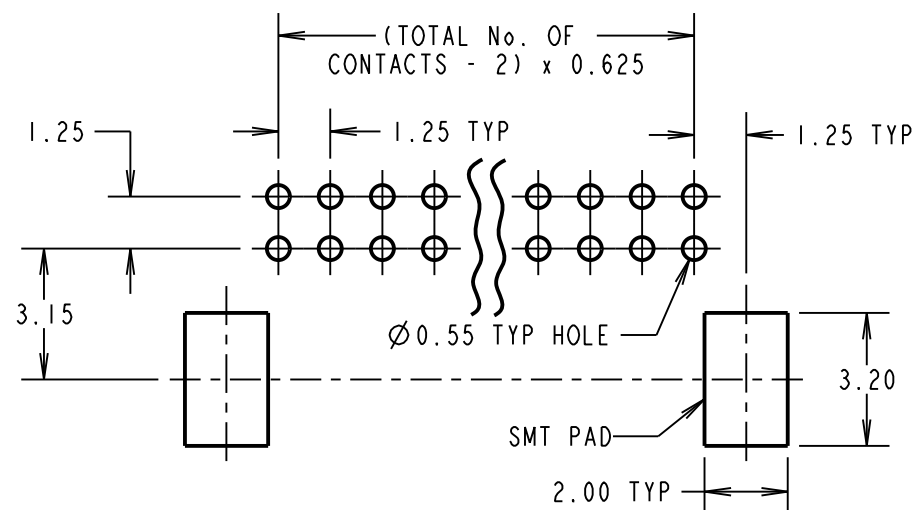 (TOTAL No. OF
CONTACTS - 2) x 0.625
1.25
1.25 TYP
1.25 TYP
3.15
Ø0.55 TYP HOLE
3.20
SMT PAD
2.00 TYP